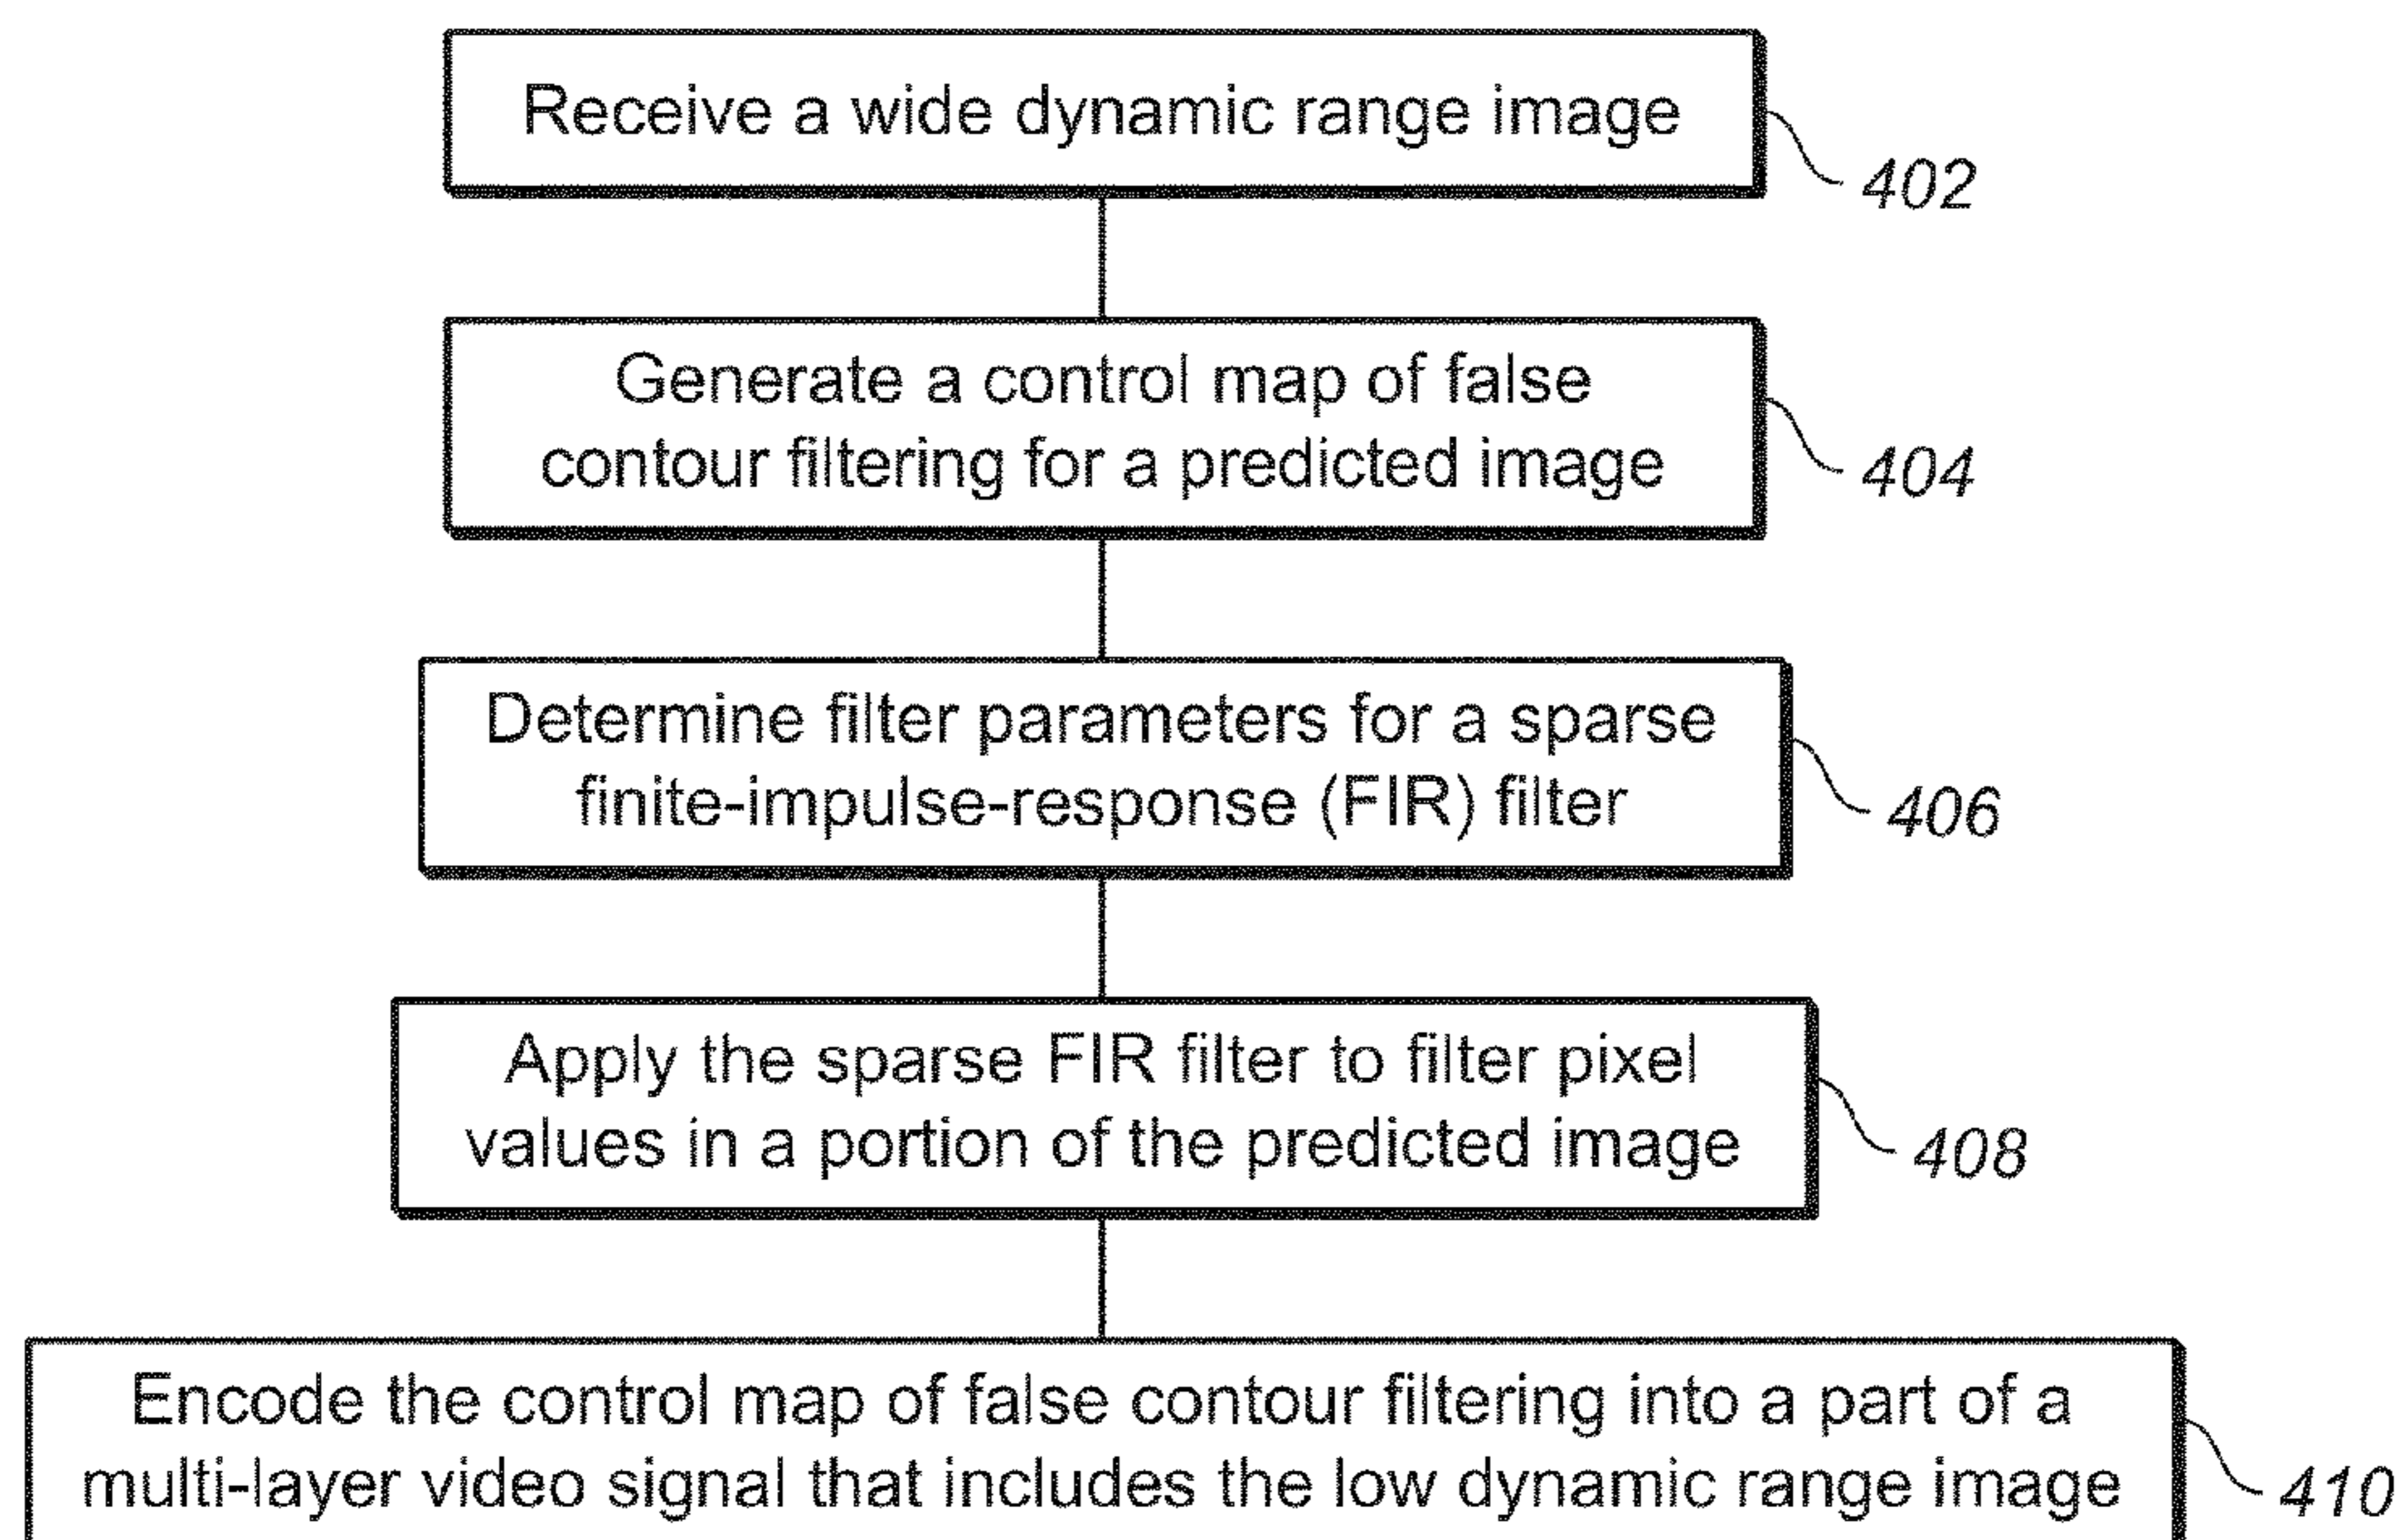 Receive a wide dynamic range image
402
Generate a control map of false
contour filtering for a predicted image
404
Determine filter parameters for a sparse
finite-impulse-response (FIR) filter
406
Apply the sparse FIR filter to filter pixel
values in a portion of the predicted image
408
Encode the control map of false contour filtering into a part of a
multi-layer video signal that includes the low dynamic range image
410